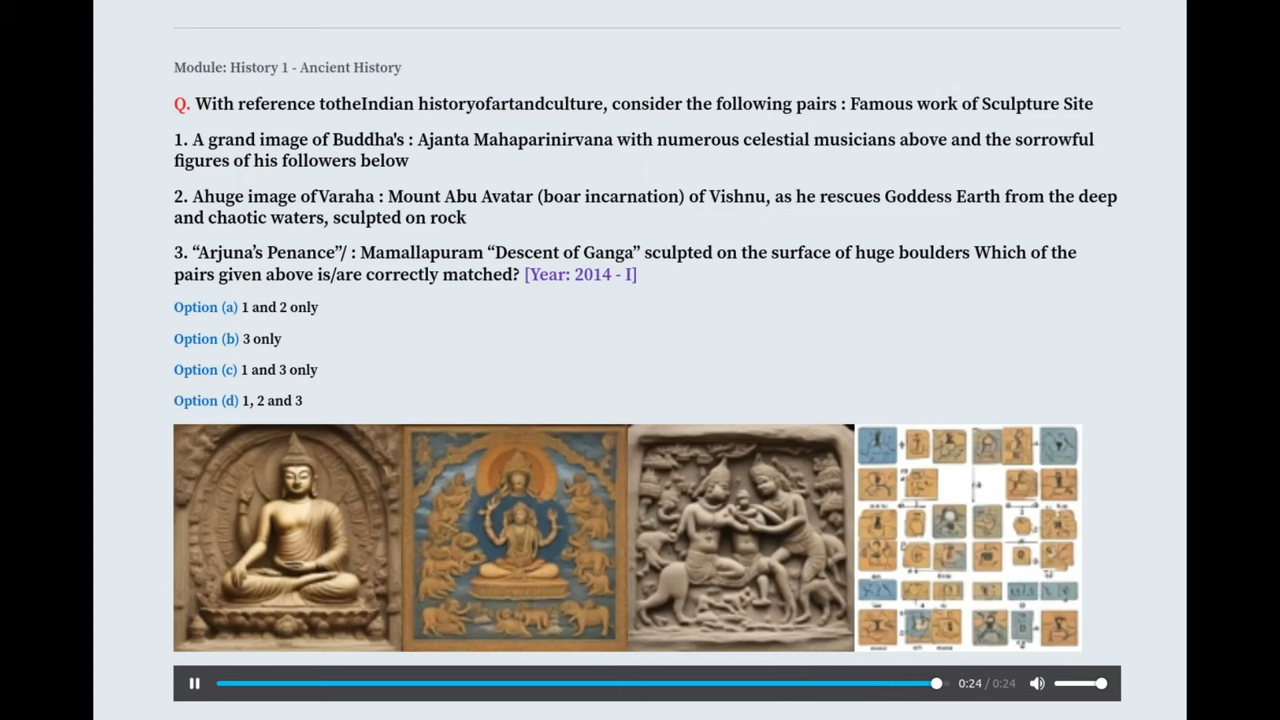 Module: History 1 - Ancient History
Q. With reference totheIndian historyofartandculture, consider the following pairs : Famous work of Sculpture Site
1. A grand image of Buddha's : Ajanta Mahaparinirvana with numerous celestial musicians above and the sorrowful
figures of his followers below
2. Ahuge image ofVaraha : Mount Abu Avatar (boar incarnation) of Vishnu, as he rescues Goddess Earth from the deep
and chaotic waters, sculpted on rock
3. “Arjuna’s Penance”/ : Mamallapuram “Descent of Ganga” sculpted on the surface of huge boulders Which of the
pairs given above is/are correctly matched? [Year: 2014 - I]
Option (a) 1 and 2 only
Option (b) 3 only
Option (c) 1 and 3 only
Option (d) 1, 2 and 3
0:24 / 0:24